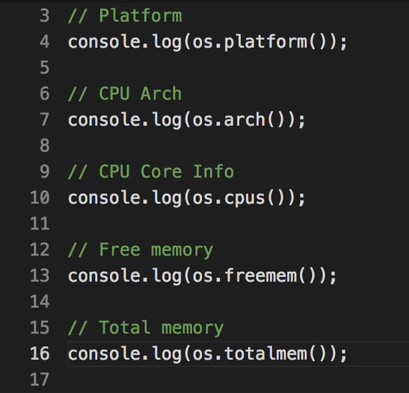 3 // Platform
4 console.log(os.platform());
5
6 // CPU Arch
7 console.log(os.arch());
8
9 // CPU Core Info
10 console.log(os.cpus());
11
12 // Free memory
13 console.log(os.freemem());
14
15 // Total memory
16 console.log(os.totalmem());
17